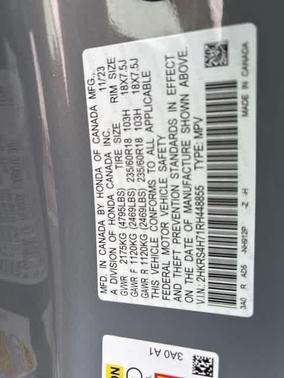 MFD. IN CANADA BY HONDA OF CANADA MFG.,
A DIVISION OF HONDA CANADA INC. 11/23
TIRE SIZE RIM SIZE
GVWR 2175KG (4795LBS)
GAWR F 1120KG (2469LBS) 235/60R18 103H 18X7.5J
GAWR R 1120KG (2469LBS) 235/60R18 103H 18X7.5J
THIS VEHICLE CONFORMS TO ALL APPLICABLE
FEDERAL MOTOR VEHICLE SAFETY
AND THEFT PREVENTION STANDARDS IN EFFECT
ON THE DATE OF MANUFACTURE SHOWN ABOVE.
V.I.N: 2HKRS4H71RH448855 TYPE: MPV
3A0 R AD5 -NH912P -Z -H
3A0 A1